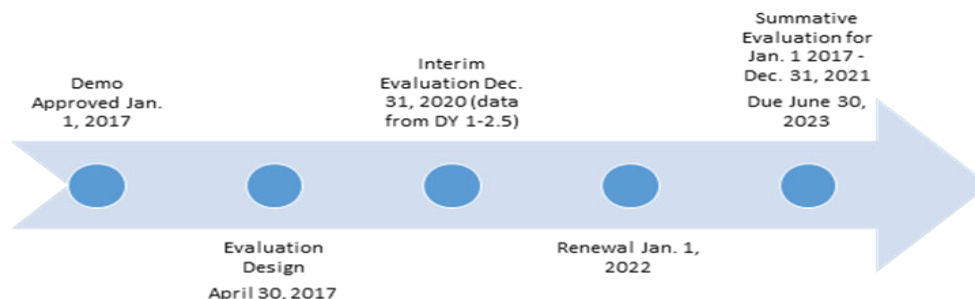 Demo
Approved Jan.
1, 2017
Evaluation
Design
April 30, 2017
Interim
Evaluation Dec.
31, 2020 (data
from DY 1-2.5)
Renewal Jan. 1,
2022
Summative
Evaluation for
Jan. 1 2017 -
Dec. 31, 2021
Due June 30,
2023